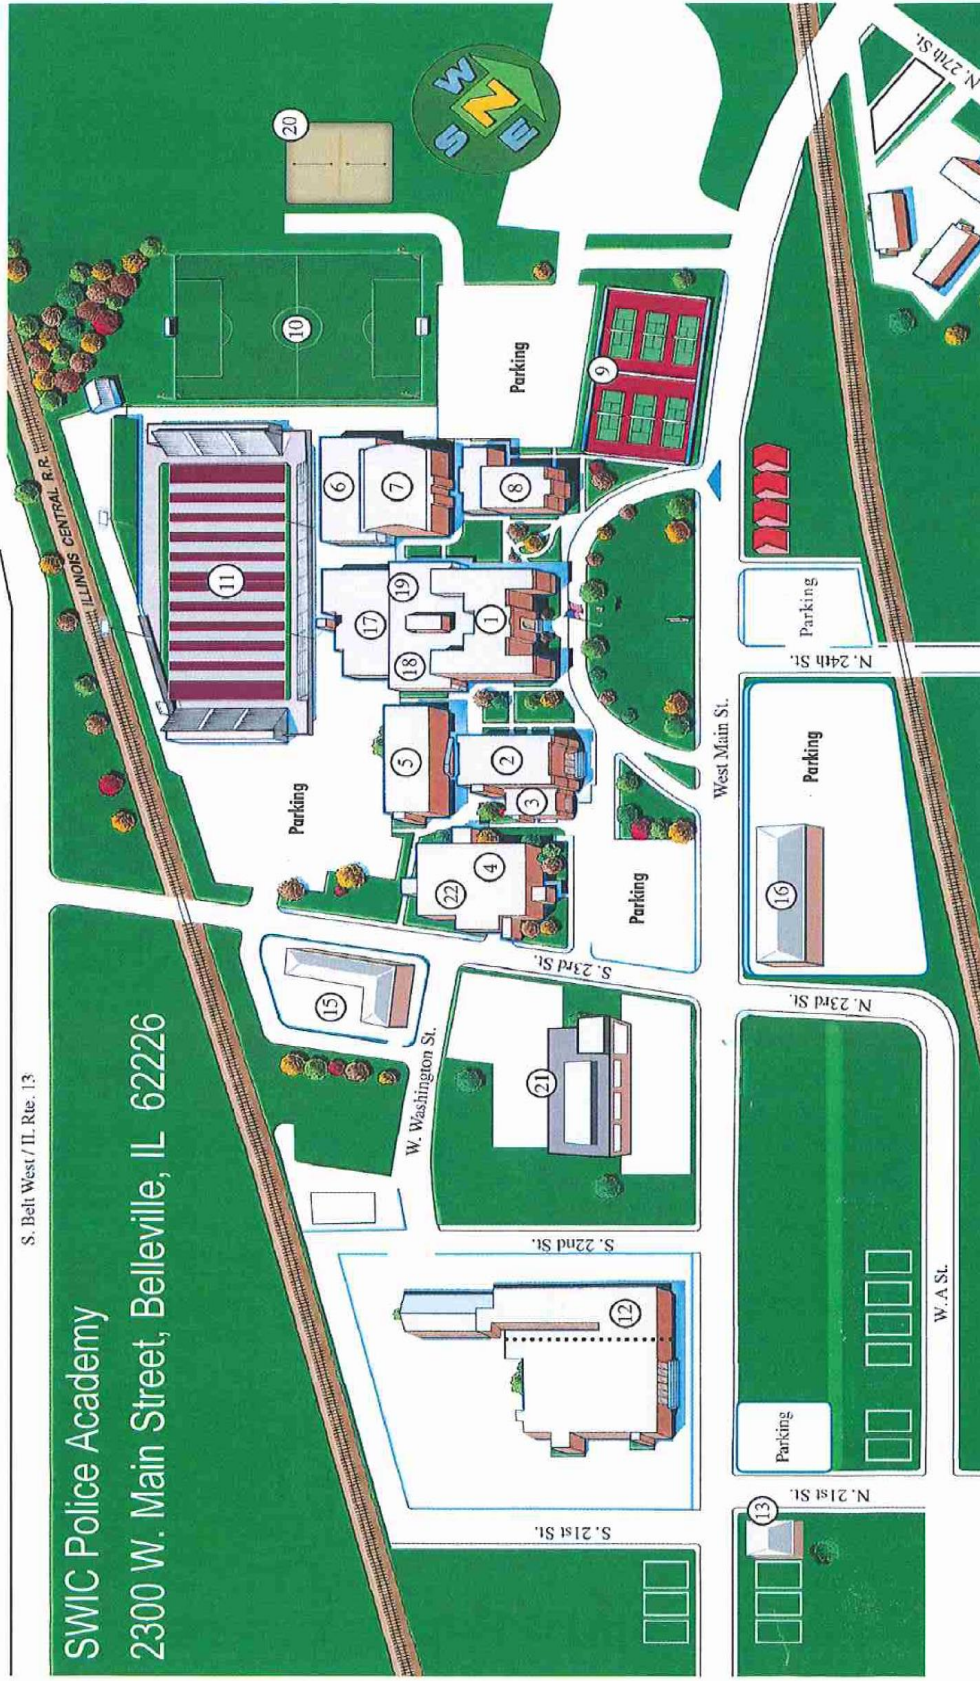 S. Belt West / Il. Rte. 13
SWIC Police Academy
2300 W. Main Street, Belleville, IL 62226
ILLINOIS CENTRAL R.R.
20
S
W
N
E
10
11
6
7
8
9
Parking
17
19
18
1
5
2
3
Parking
22
4
Parking
15
W. Washington St.
S. 23rd St.
21
S. 22nd St.
12
S. 21st St.
West Main St.
N. 27th St.
Parking
N. 24th St.
Parking
16
N. 23rd St.
W. A St.
Parking
N. 21st St.
13